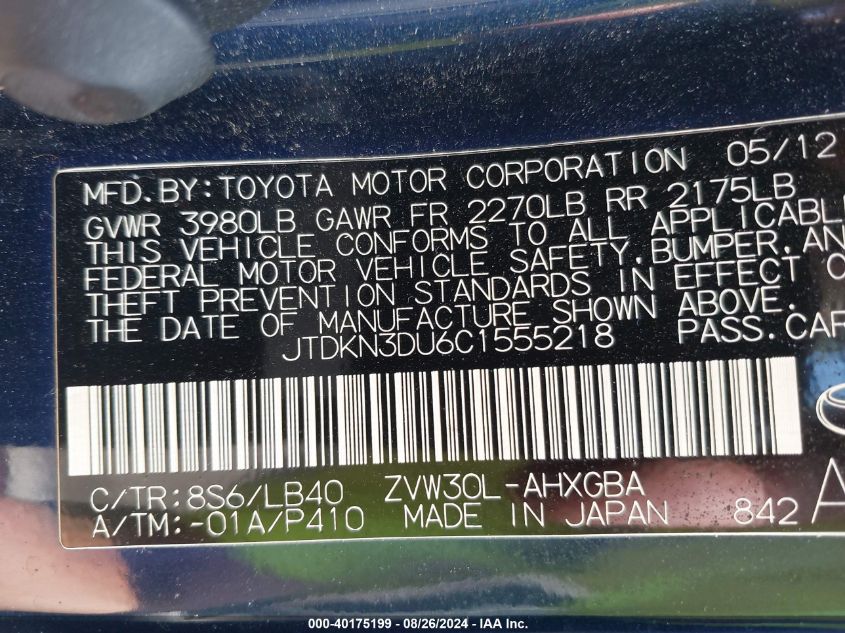 MFD. BY: TOYOTA MOTOR CORPORATION 05/12
GVWR 3980LB GAWR FR 2270LB RR 2175LB
THIS VEHICLE CONFORMS TO ALL APPLICABL
FEDERAL MOTOR VEHICLE SAFETY, BUMPER, AN
THEFT PREVENTION STANDARDS IN EFFECT O
THE DATE OF MANUFACTURE SHOWN ABOVE.
JTDKN3DU6C1555218 PASS. CAR
C/TR: 8S6/LB40 ZVW30L-AHXGBA
A/TM: -01A/P410 MADE IN JAPAN 842 A
000-40175199 - 08/26/2024 - IAA Inc.